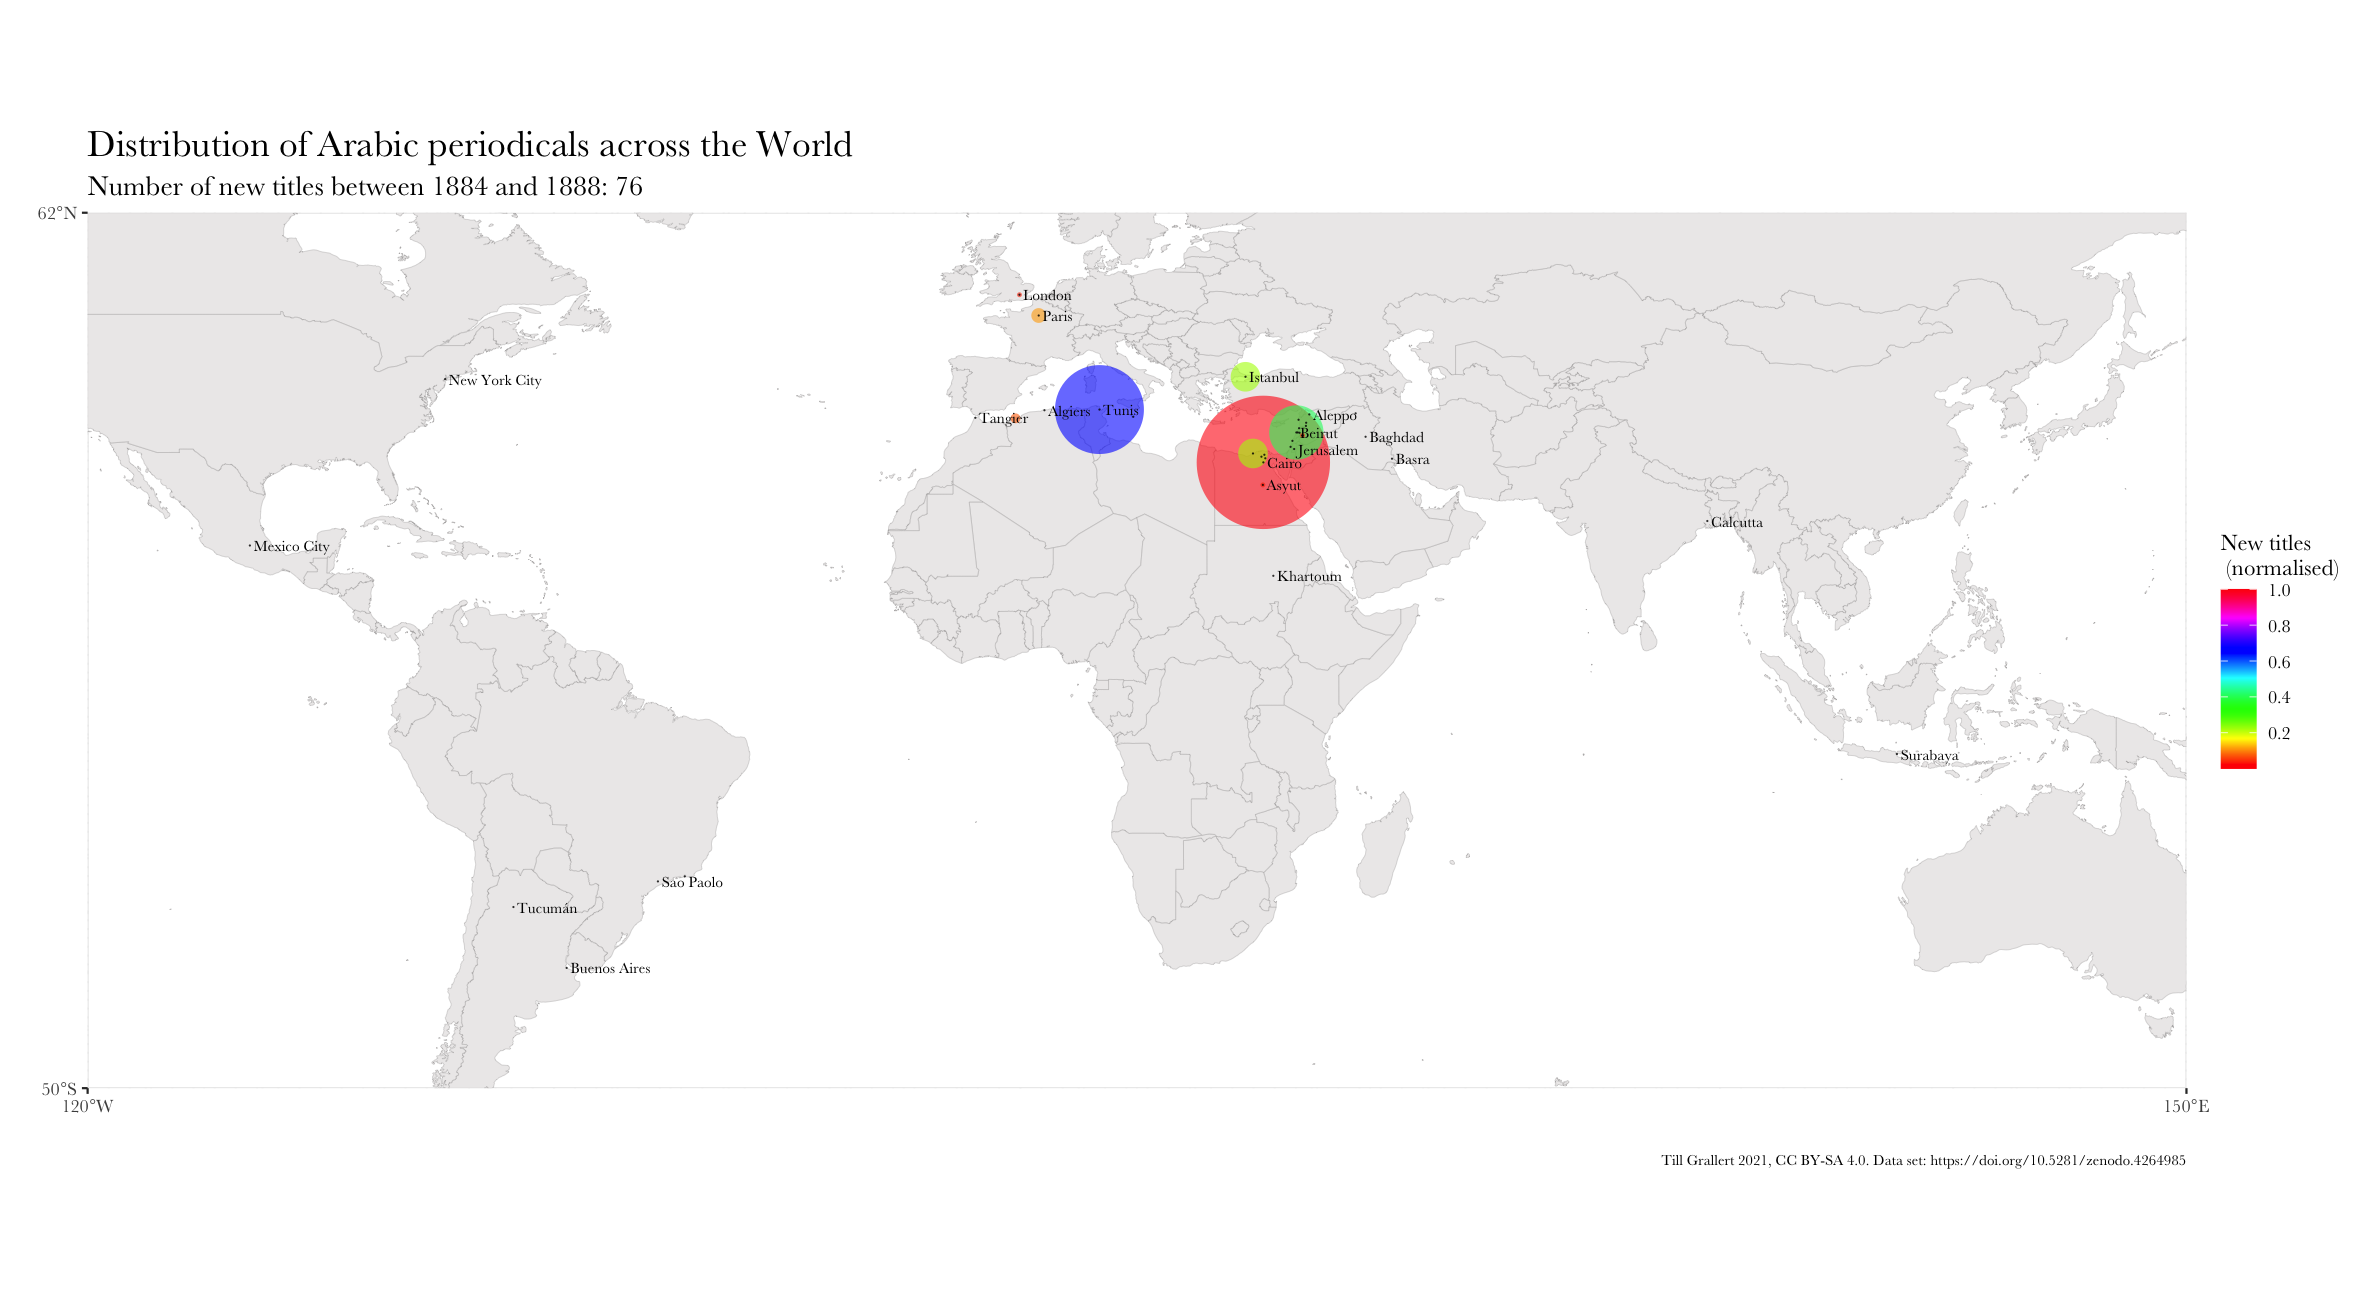 Distribution of Arabic periodicals across the World
Number of new titles between 1884 and 1888: 76
62°N
London
Paris
New York City
Istanbul
Tangier
Algiers
Tunis
Aleppo
Beirut
Baghdad
Jerusalem
Basra
Cairo
Asyut
Calcutta
Mexico City
Khartoum
New titles
(normalised)
1.0
0.8
0.6
0.4
0.2
Surabaya
Sao Paolo
Tucumán
Buenos Aires
50°S
120°W
150°E
Till Grallert 2021, CC BY-SA 4.0. Data set: https://doi.org/10.5281/zenodo.4264985